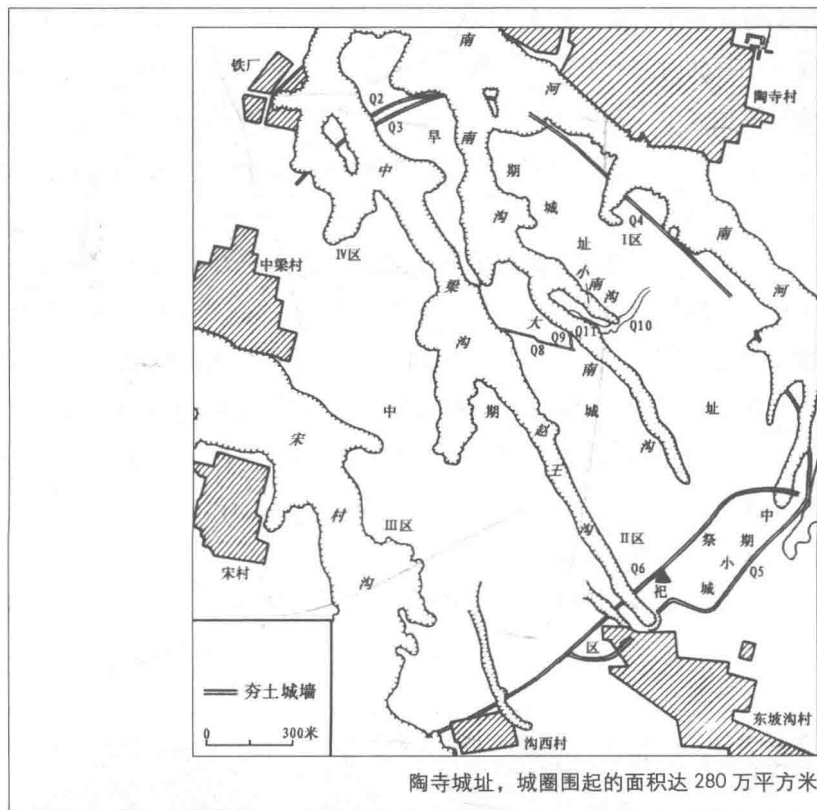 南
铁厂
河
陶寺村
Q2
Q3
早
南
中
期
沟
城
Q4
址
Ⅰ区
南
Ⅳ区
小
南
沟
河
中梁村
梁
大
Q11
Q10
Q9
Q8
沟
南
中
期
城
址
宋
赵
沟
王
村
Ⅲ区
沟
Ⅱ区
祭
中
期
小
城
Q6
Q5
祀
宋村
沟
区
夯土城墙
0
300米
沟西村
东坡沟村
陶寺城址，城圈围起的面积达 280 万平方米